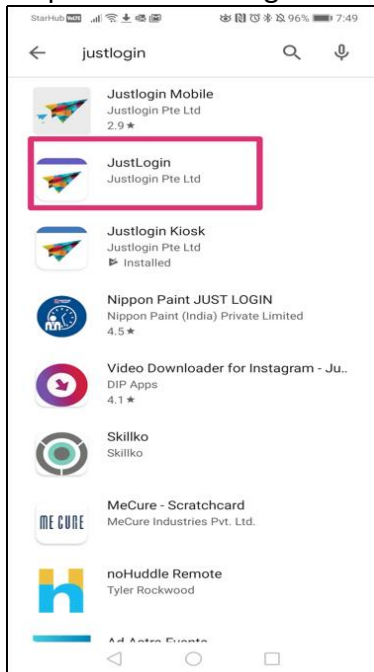 StarHub VoLTE 96% 7:49
justlogin
Justlogin Mobile
Justlogin Pte Ltd
2.9 ★
JustLogin
Justlogin Pte Ltd
Justlogin Kiosk
Justlogin Pte Ltd
Installed
Nippon Paint JUST LOGIN
Nippon Paint (India) Private Limited
4.5 ★
Video Downloader for Instagram - Ju..
DIP Apps
4.1 ★
Skillko
Skillko
MECURE
MeCure - Scratchcard
MeCure Industries Pvt. Ltd.
noHuddle Remote
Tyler Rockwood